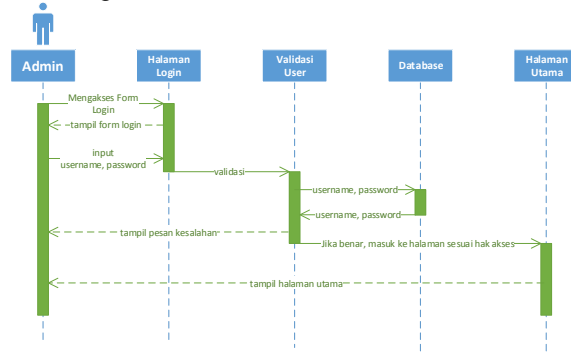 Admin
Halaman
Login
Validasi
User
Database
Halaman
Utama
Mengakses Form
Login
tampil form login
input
username, password
validasi
username, password
username, password
tampil pesan kesalahan
Jika benar, masuk ke halaman sesuai hak akses
tampil halaman utama